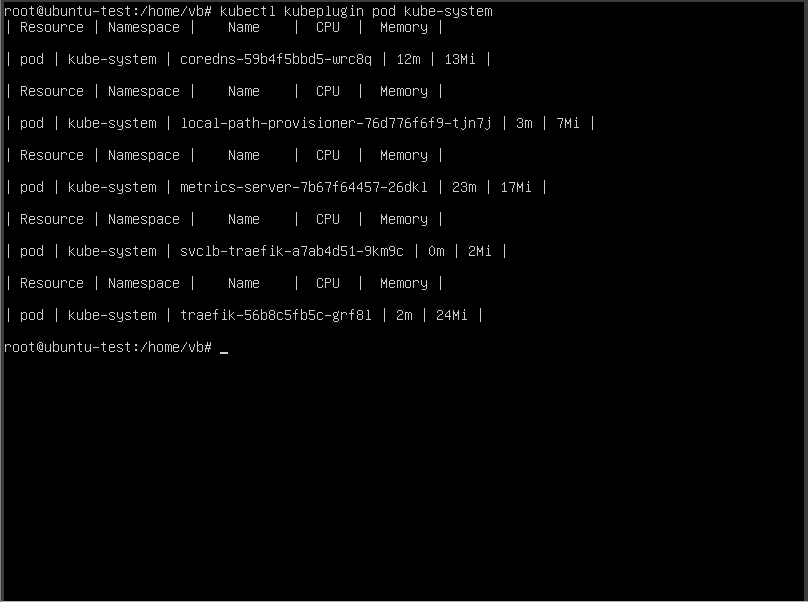 root@ubuntu-test:/home/vb# kubectl kubeplugin pod kube-system
| Resource | Namespace |    Name    |  CPU  |  Memory |
| pod | kube-system | coredns-59b4f5bbd5-wrc8q | 12m | 13Mi |
| Resource | Namespace |    Name    |  CPU  |  Memory |
| pod | kube-system | local-path-provisioner-76d776f6f9-tjn7j | 3m | 7Mi |
| Resource | Namespace |    Name    |  CPU  |  Memory |
| pod | kube-system | metrics-server-7b67f64457-26dkl | 23m | 17Mi |
| Resource | Namespace |    Name    |  CPU  |  Memory |
| pod | kube-system | svclb-traefik-a7ab4d51-9km9c | 0m | 2Mi |
| Resource | Namespace |    Name    |  CPU  |  Memory |
| pod | kube-system | traefik-56b8c5fb5c-grf8l | 2m | 24Mi |
root@ubuntu-test:/home/vb# _